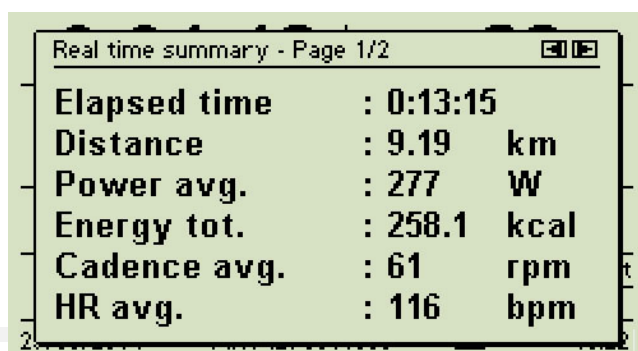 Real time summary - Page 1/2
Elapsed time : 0:13:15
Distance : 9.19 km
Power avg. : 277 W
Energy tot. : 258.1 kcal
Cadence avg. : 61 rpm
HR avg. : 116 bpm